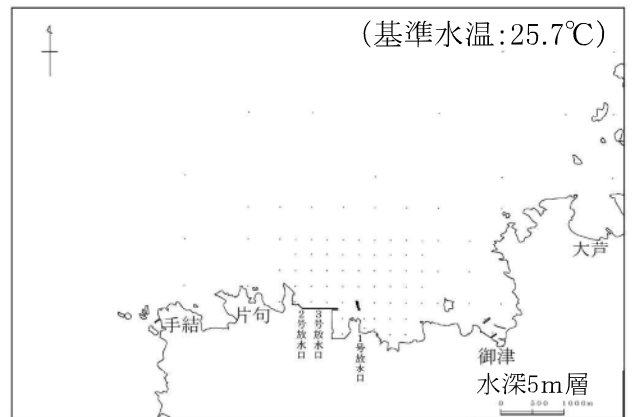 (基準水温:25.7℃)
大芦
手結
片句
2号放水口
3号放水口
1号放水口
御津
水深5m層
0 500 1000m